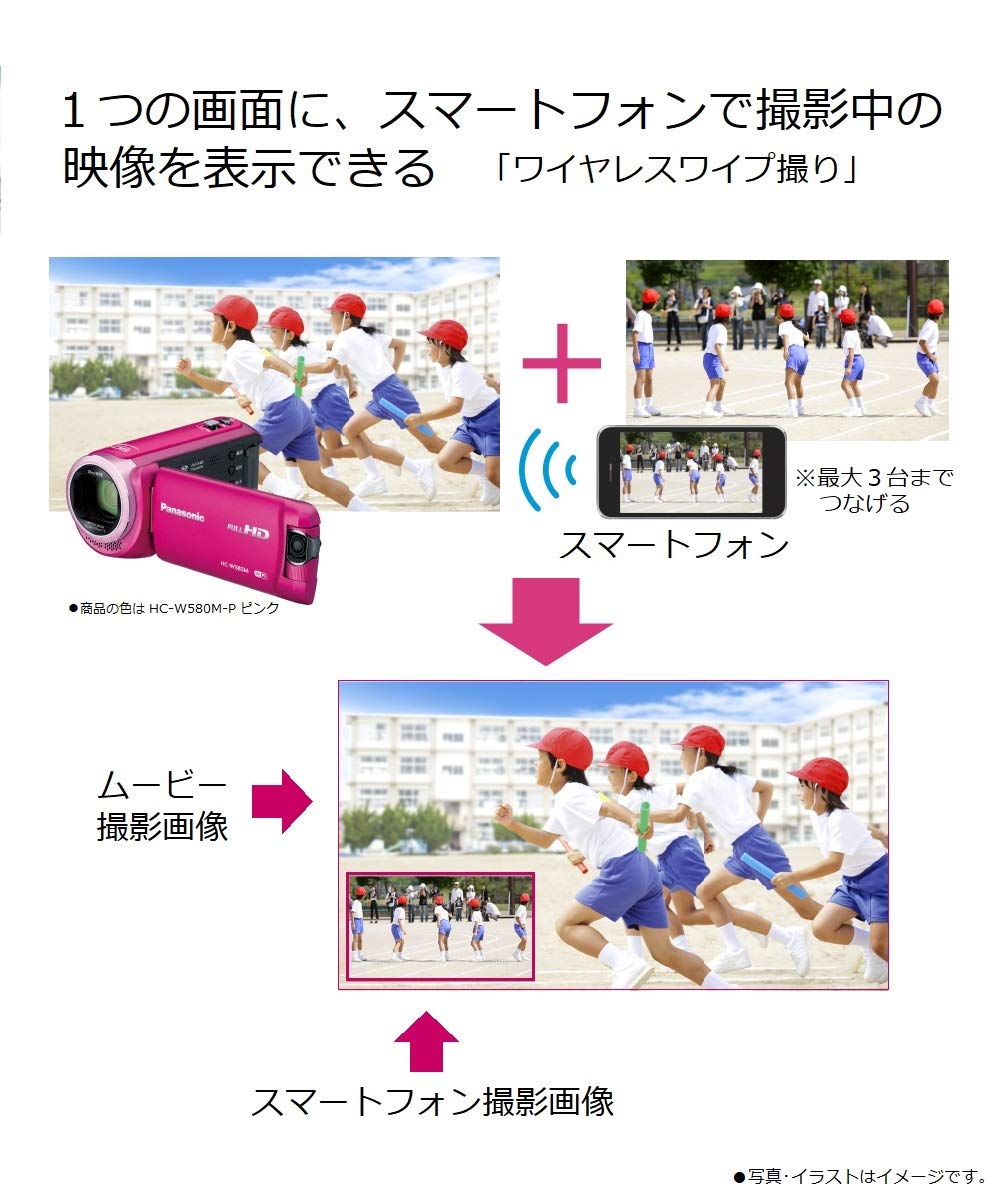 1つの画面に、スマートフォンで撮影中の
映像を表示できる 「ワイヤレスワイプ撮り」
Panasonic
FULL HD
HC-W585M
Wi Fi
●商品の色は HC-W580M-P ピンク
※最大3台まで
つなげる
スマートフォン
ムービー
撮影画像
スマートフォン撮影画像
●写真･イラストはイメージです。